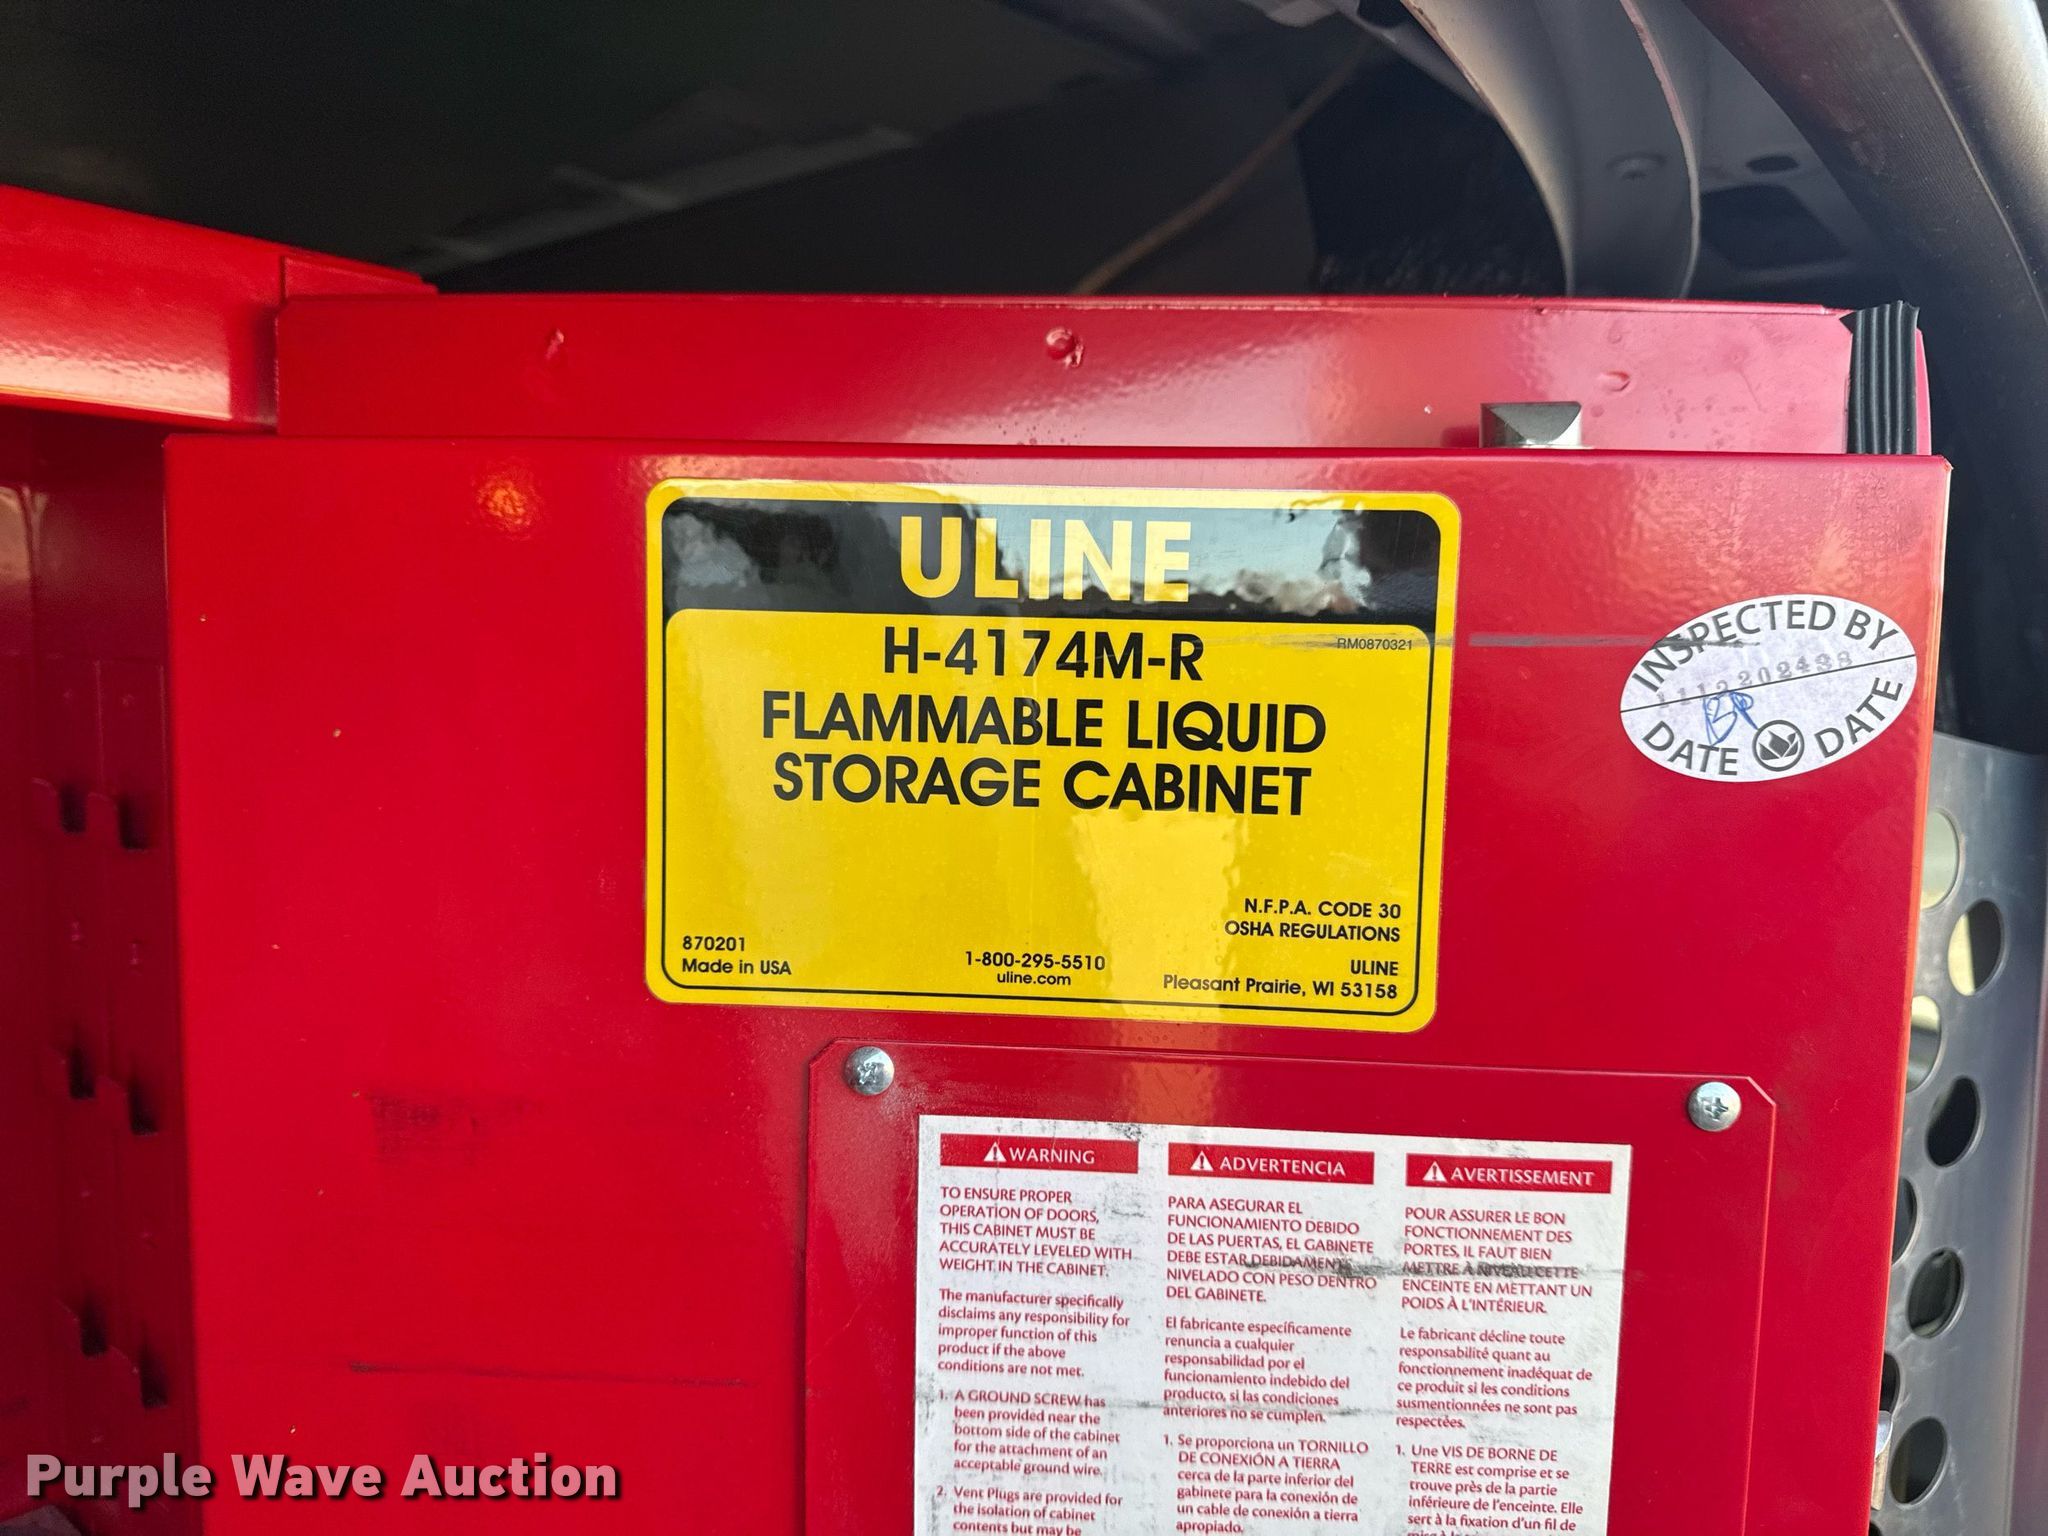 ULINE
H-4174M-R
RM0870321
FLAMMABLE LIQUID
STORAGE CABINET
N.F.P.A. CODE 30
OSHA REGULATIONS
870201
Made in USA
1-800-295-5510
uline.com
ULINE
Pleasant Prairie, WI 53158
INSPECTED BY
DATE DATE
WARNING
TO ENSURE PROPER
OPERATION OF DOORS,
THIS CABINET MUST BE
ACCURATELY LEVELED WITH
WEIGHT IN THE CABINET.
The manufacturer specifically
disclaims any responsibility for
improper function of this
product if the above
conditions are not met.
1. A GROUND SCREW has
been provided near the
bottom side of the cabinet
for the attachment of an
acceptable ground wire.
2. Vent Plugs are provided for
the isolation of cabinet
contents but may be
ADVERTENCIA
PARA ASEGURAR EL
FUNCIONAMIENTO DEBIDO
DE LAS PUERTAS, EL GABINETE
DEBE ESTAR DEBIDAMENTE
NIVELADO CON PESO DENTRO
DEL GABINETE.
El fabricante específicamente
renuncia a cualquier
responsabilidad por el
funcionamiento indebido del
producto, si las condiciones
anteriores no se cumplen.
1. Se proporciona un TORNILLO
DE CONEXIÓN A TIERRA
cerca de la parte inferior del
gabinete para la conexión de
un cable de conexión a tierra
apropiado.
AVERTISSEMENT
POUR ASSURER LE BON
FONCTIONNEMENT DES
PORTES, IL FAUT BIEN
METTRE À NIVEAU CETTE
ENCEINTE EN METTANT UN
POIDS À L'INTÉRIEUR.
Le fabricant décline toute
responsabilité quant au
fonctionnement inadéquat de
ce produit si les conditions
susmentionnées ne sont pas
respectées.
1. Une VIS DE BORNE DE
TERRE est comprise et se
trouve près de la partie
inférieure de l'enceinte. Elle
sert à la fixation d'un fil de
Purple Wave Auction